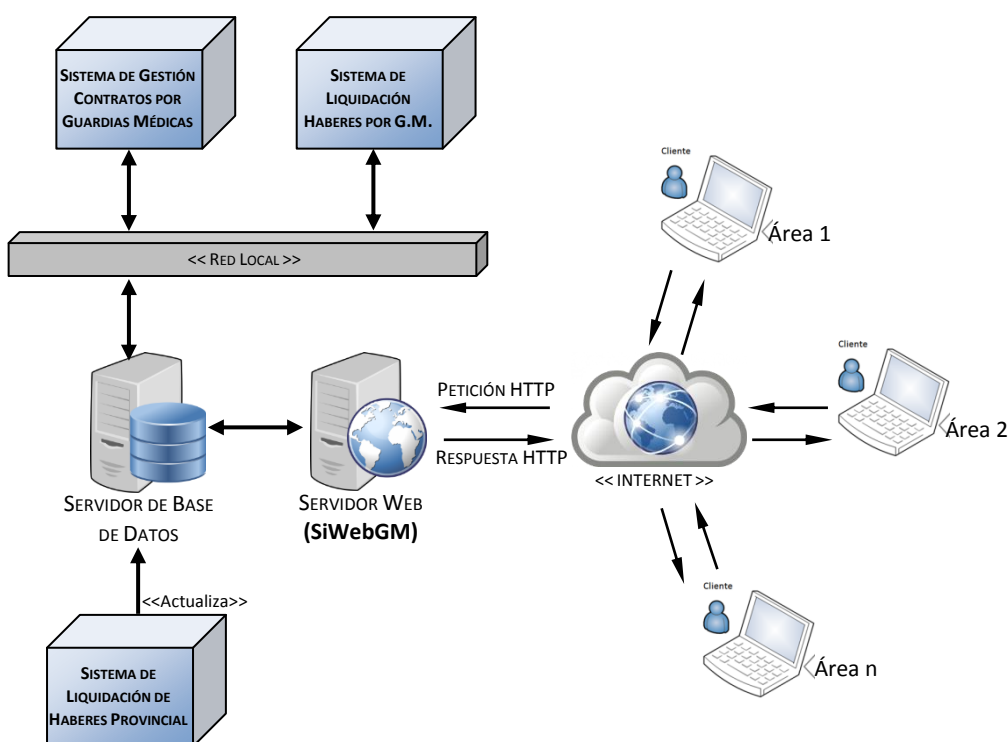 SISTEMA DE GESTIÓN
CONTRATOS POR
GUARDIAS MÉDICAS
SISTEMA DE
LIQUIDACIÓN
HABERES POR G.M.
Cliente
Área 1
<< RED LOCAL >>
Cliente
Área 2
PETICIÓN HTTP
RESPUESTA HTTP
<< INTERNET >>
SERVIDOR DE BASE
DE DATOS
SERVIDOR WEB
(SiWebGM)
Cliente
Área n
<<Actualiza>>
SISTEMA DE
LIQUIDACIÓN DE
HABERES PROVINCIAL